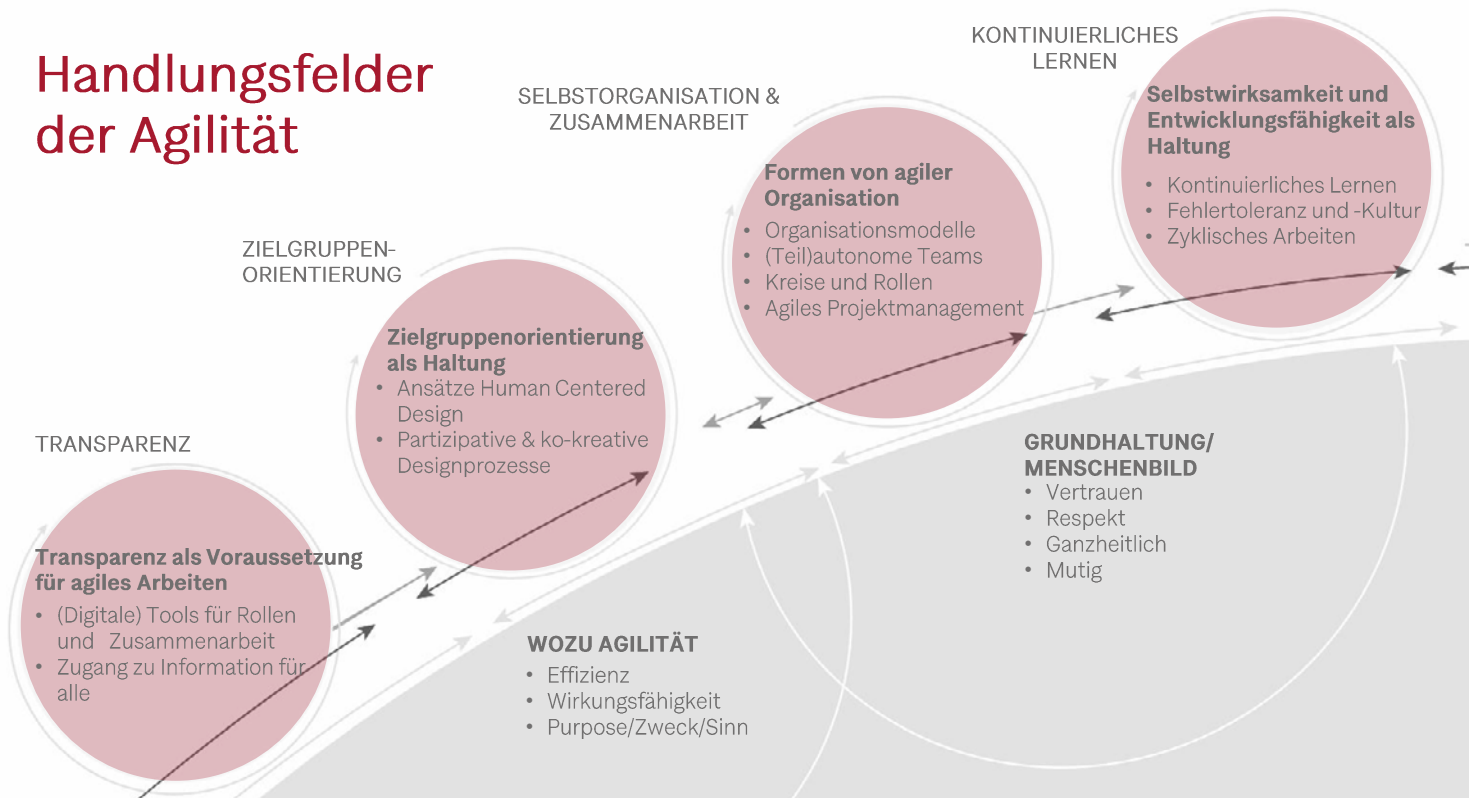 Handlungsfelder
der Agilität
TRANSPARENZ
Transparenz als Voraussetzung
für agiles Arbeiten
• (Digitale) Tools für Rollen
und Zusammenarbeit
• Zugang zu Information für
alle
ZIELGRUPPEN-
ORIENTIERUNG
Zielgruppenorientierung
als Haltung
• Ansätze Human Centered
Design
• Partizipative & ko-kreative
Designprozesse
SELBSTORGANISATION &
ZUSAMMENARBEIT
Formen von agiler
Organisation
• Organisationsmodelle
• (Teil)autonome Teams
• Kreise und Rollen
• Agiles Projektmanagement
KONTINUIERLICHES
LERNEN
Selbstwirksamkeit und
Entwicklungsfähigkeit als
Haltung
• Kontinuierliches Lernen
• Fehlertoleranz und -Kultur
• Zyklisches Arbeiten
WOZU AGILITÄT
• Effizienz
• Wirkungsfähigkeit
• Purpose/Zweck/Sinn
GRUNDHALTUNG/
MENSCHENBILD
• Vertrauen
• Respekt
• Ganzheitlich
• Mutig